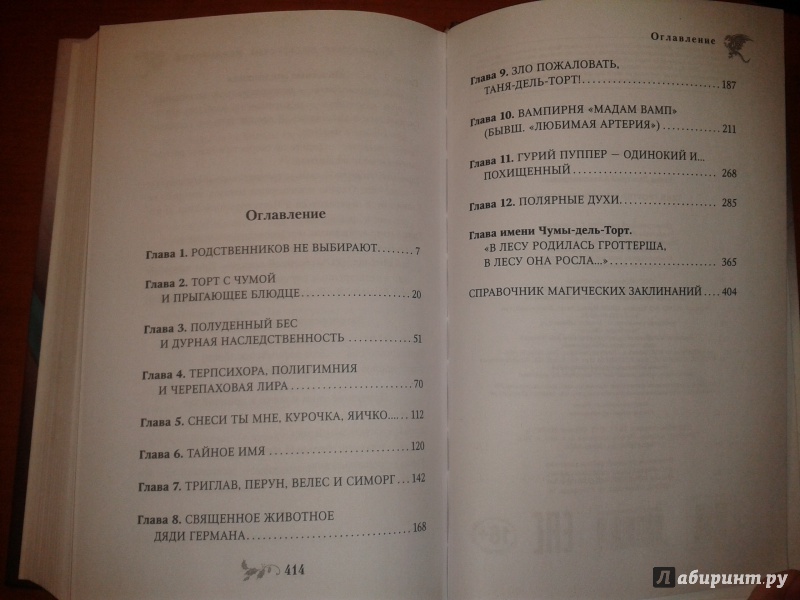 Оглавление
Глава 1. РОДСТВЕННИКОВ НЕ ВЫБИРАЮТ........7
Глава 2. ТОРТ С ЧУМОЙ
И ПРЫГАЮЩЕЕ БЛЮДЦЕ....................20
Глава 3. ПОЛУДЕННЫЙ БЕС
И ДУРНАЯ НАСЛЕДСТВЕННОСТЬ............51
Глава 4. ТЕРПСИХОРА, ПОЛИГИМНИЯ
И ЧЕРЕПАХОВАЯ ЛИРА......................70
Глава 5. СНЕСИ ТЫ МНЕ, КУРОЧКА, ЯИЧКО.......112
Глава 6. ТАЙНОЕ ИМЯ.........................120
Глава 7. ТРИГЛАВ, ПЕРУН, ВЕЛЕС И СИМОРГ...142
Глава 8. СВЯЩЕННОЕ ЖИВОТНОЕ
ДЯДИ ГЕРМАНА...........................168
414
Оглавление
Глава 9. ЗЛО ПОЖАЛОВАТЬ,
ТАНЯ-ДЕЛЬ-ТОРТ!........................187
Глава 10. ВАМПИРНЯ «МАДАМ ВАМП»
(БЫВШ. «ЛЮБИМАЯ АРТЕРИЯ»)..........211
Глава 11. ГУРИЙ ПУППЕР — ОДИНОКИЙ И...
ПОХИЩЕННЫЙ..........................268
Глава 12. ПОЛЯРНЫЕ ДУХИ...................285
Глава имени Чумы-дель-Торт.
«В ЛЕСУ РОДИЛАСЬ ГРОТТЕРША,
В ЛЕСУ ОНА РОСЛА...»....................365
СПРАВОЧНИК МАГИЧЕСКИХ ЗАКЛИНАНИЙ....404
Лабиринт.ру